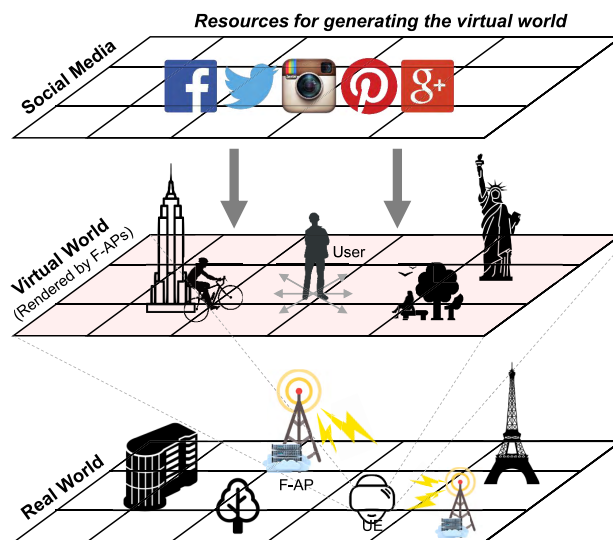 Resources for generating the virtual world
Social Media
f
g+
User
Virtual World
(Rendered by F-APs)
F-AP
UE
Real World